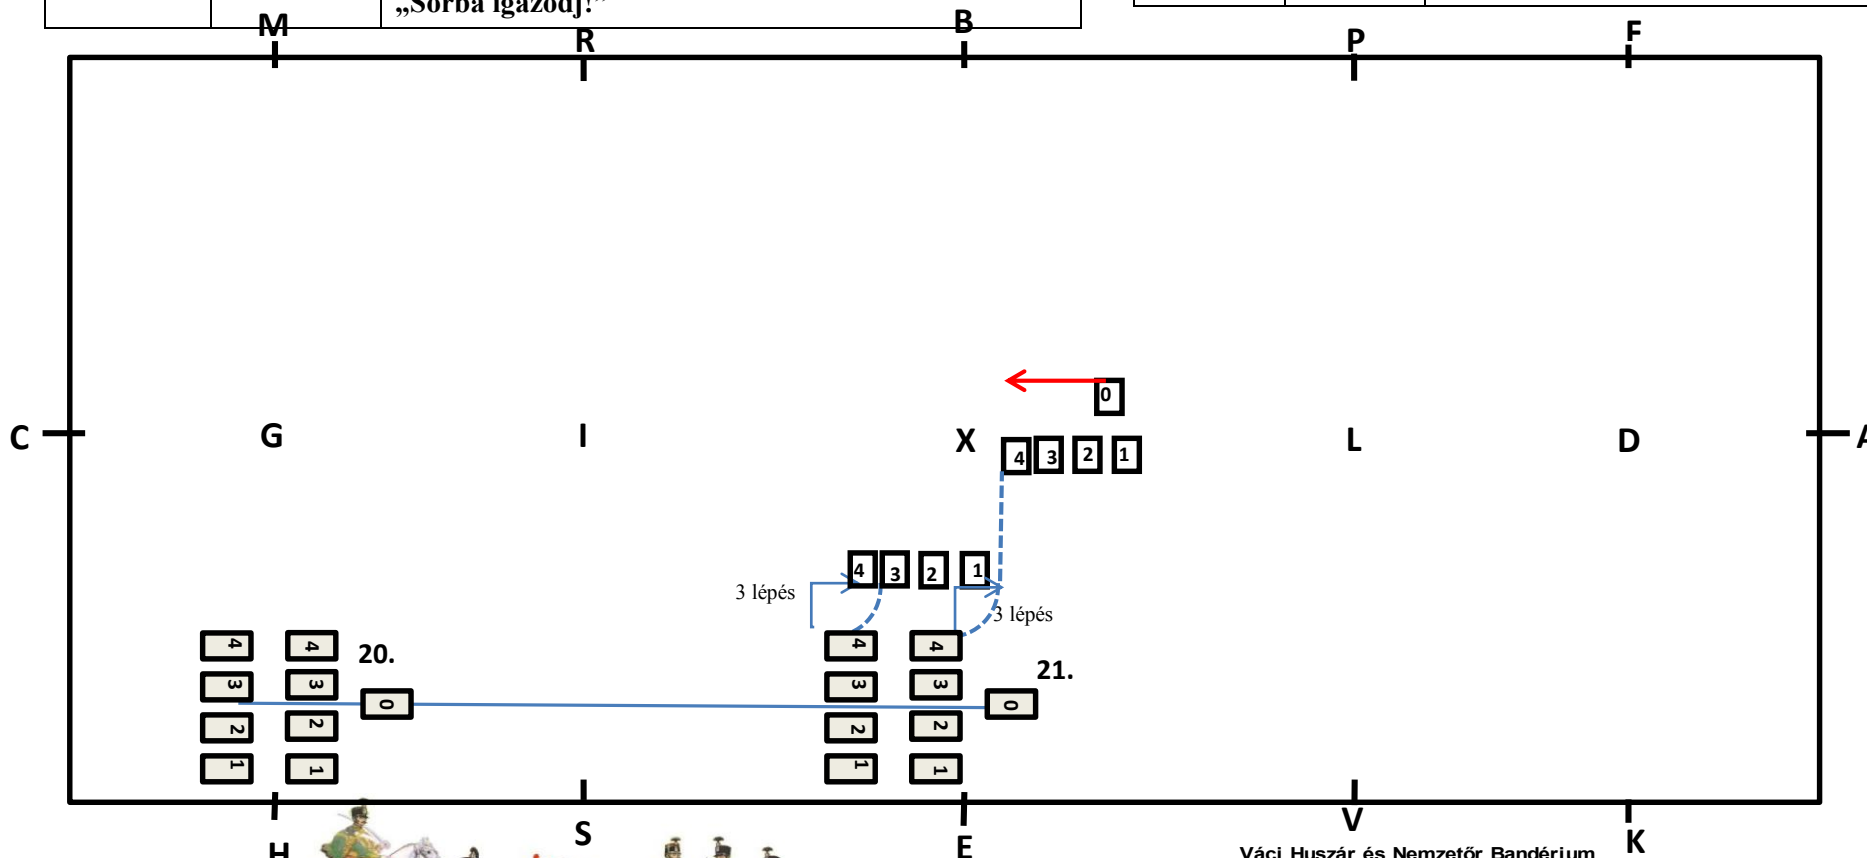 „Sorba igazodj!”
M
R
B
P
F
0
C
G
I
X
L
D
A
4 3 2 1
4 3 2 1
3 lépés
3 lépés
4 4
20.
4 4
21.
3 3
3 3
0
0
2 2
2 2
1 1
1 1
H
S
E
V
K
Váci Huszár és Nemzetőr Bandérium